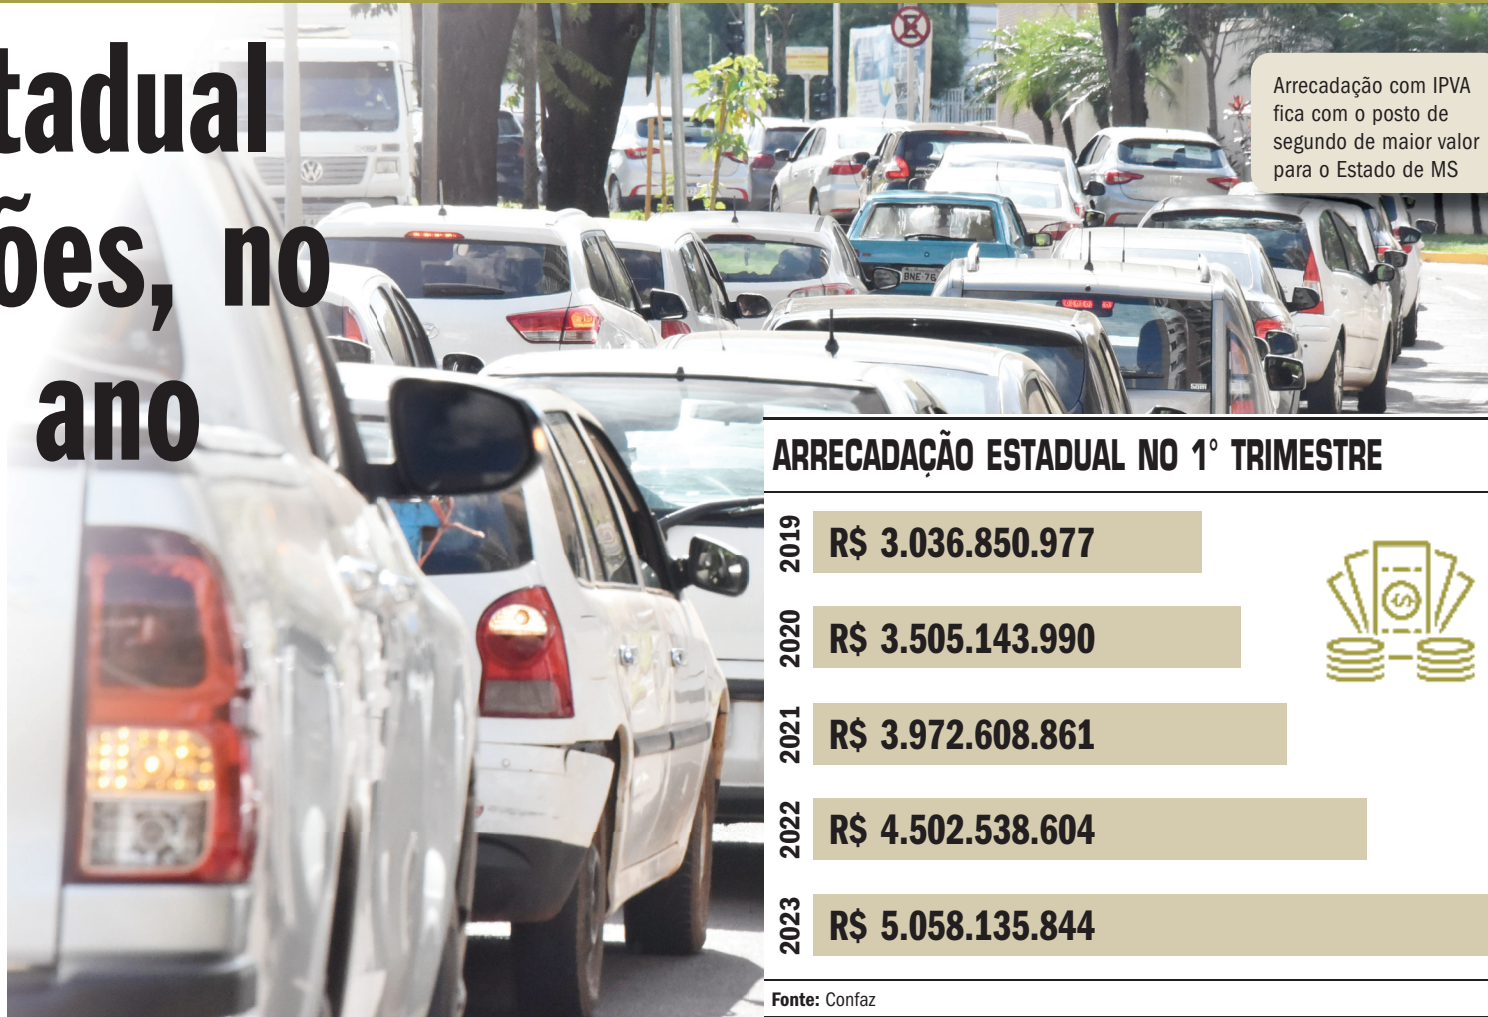 tadual
ões, no
ano
Arrecadação com IPVA
fica com o posto de
segundo de maior valor
para o Estado de MS
BNE-76
ARRECADAÇÃO ESTADUAL NO 1° TRIMESTRE
2019
R$ 3.036.850.977
2020
R$ 3.505.143.990
2021
R$ 3.972.608.861
2022
R$ 4.502.538.604
2023
R$ 5.058.135.844
Fonte: Confaz